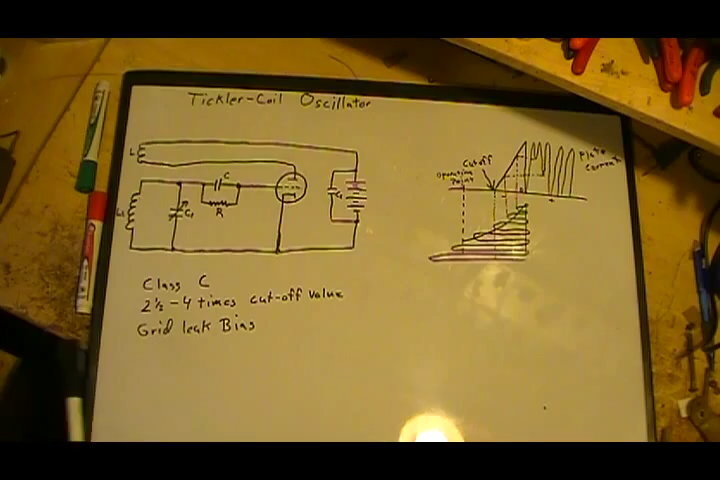 Tickler-Coil Oscillator
L
C
R
Cutoff
Operating
Point
Plate
Current
Class C
2½-4 times cut-off value
Grid leak Bias